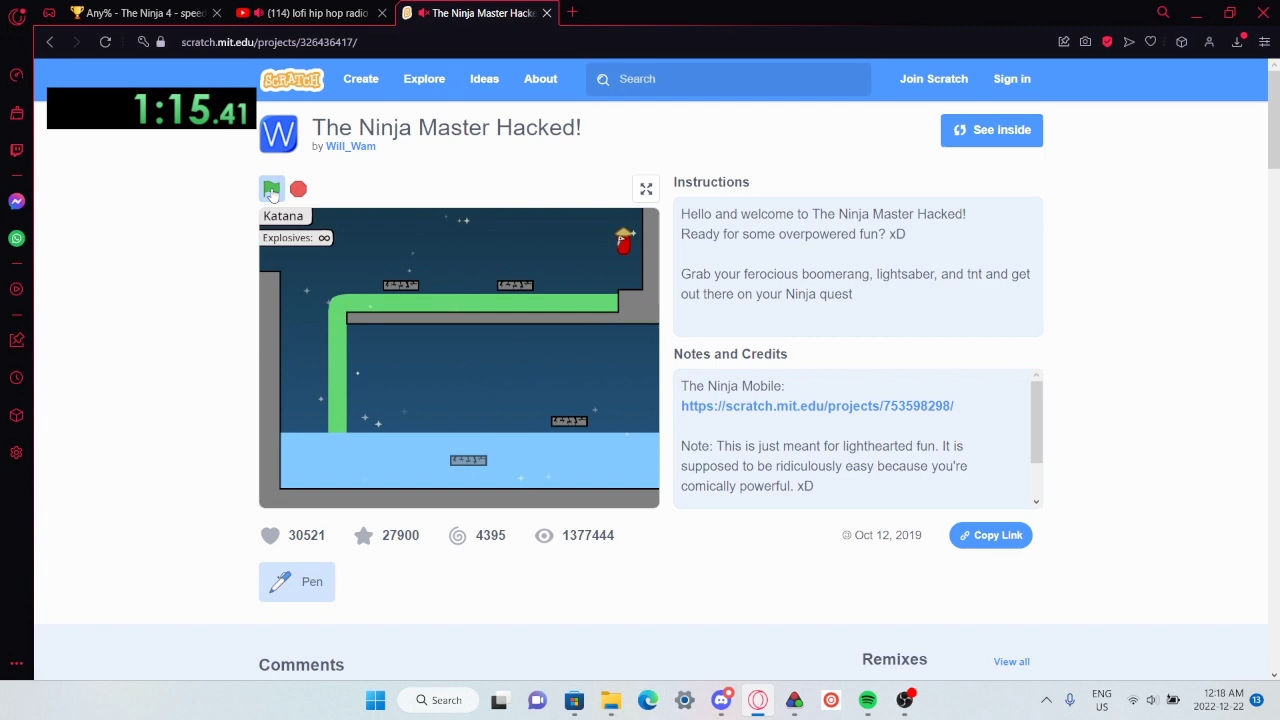 Any% - The Ninja 4 - speed
(114) lofi hip hop radio
The Ninja Master Hacke
scratch.mit.edu/projects/326436417/
SCRATCH
Create
Explore
Ideas
About
Search
Join Scratch
Sign in
1:15.41
W
The Ninja Master Hacked!
by Will_Wam
See inside
Katana
Explosives: ∞
Instructions
Hello and welcome to The Ninja Master Hacked!
Ready for some overpowered fun? xD
Grab your ferocious boomerang, lightsaber, and tnt and get
out there on your Ninja quest
Notes and Credits
The Ninja Mobile:
https://scratch.mit.edu/projects/753598298/
Note: This is just meant for lighthearted fun. It is
supposed to be ridiculously easy because you're
comically powerful. xD
30521
27900
4395
1377444
© Oct 12, 2019
Copy Link
Pen
Comments
Remixes
View all
Search
ENG
US
12:18 AM
2022-12-22
13